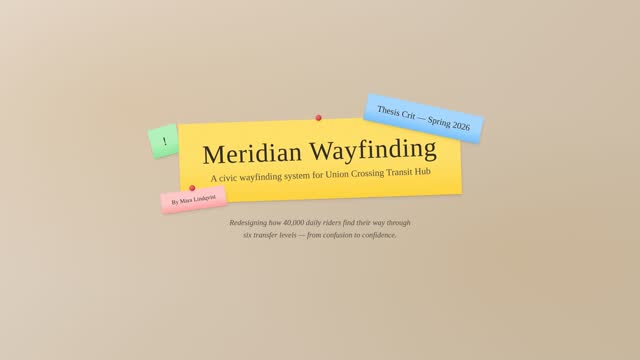 Thesis Crit — Spring 2026
!
Meridian Wayfinding
A civic wayfinding system for Union Crossing Transit Hub
By Mara Lindqvist
Redesigning how 40,000 daily riders find their way through
six transfer levels — from confusion to confidence.